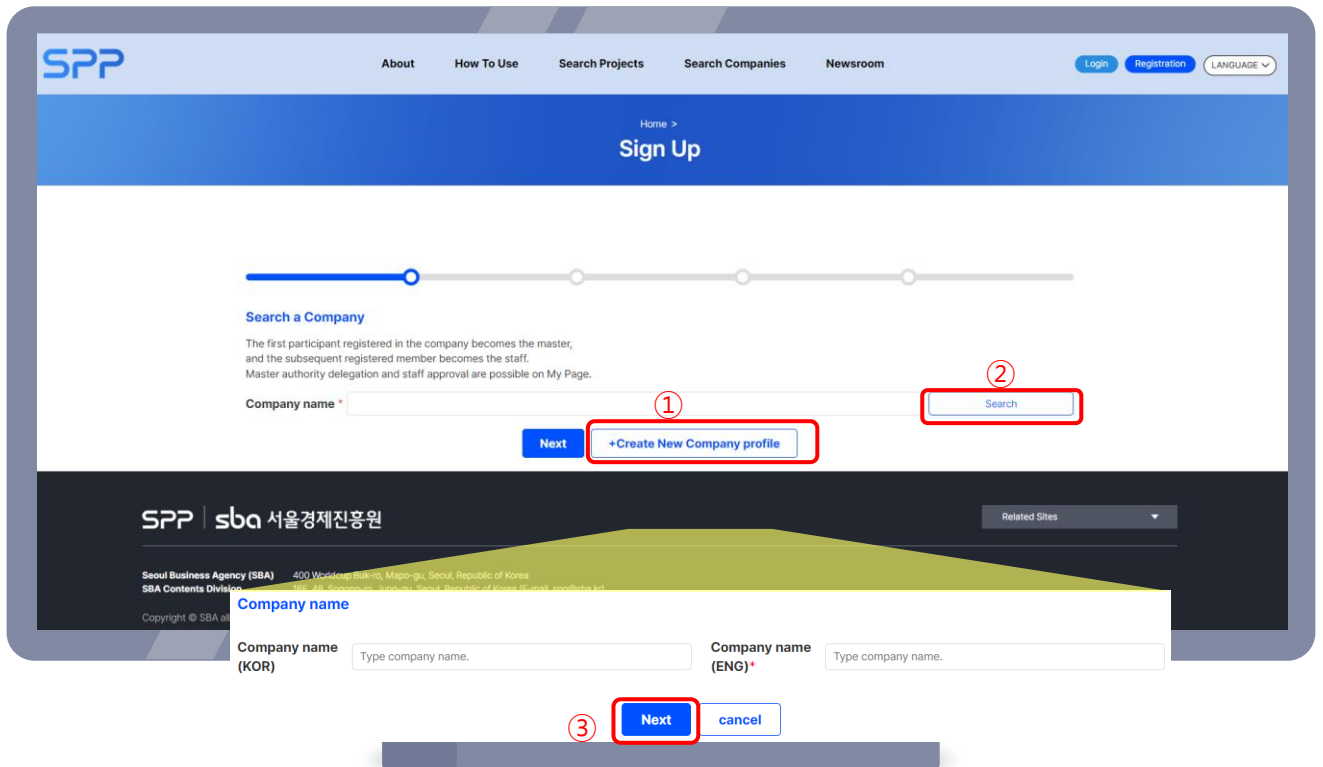 SPP
About
How To Use
Search Projects
Search Companies
Newsroom
Login
Registration
LANGUAGE
Home >
Sign Up
Search a Company
The first participant registered in the company becomes the master,
and the subsequent registered member becomes the staff.
Master authority delegation and staff approval are possible on My Page.
②
Company name *
Search
①
Next
+Create New Company profile
SPP sba 서울경제진흥원
Related Sites
Seoul Business Agency (SBA) 400 Worldcup Buk-ro, Mapo-gu, Seoul, Republic of Korea
SBA Contents Division
Copyright © SBA all
Company name
Company name
(KOR)
Type company name.
Company name
(ENG)*
Type company name.
③
Next
cancel